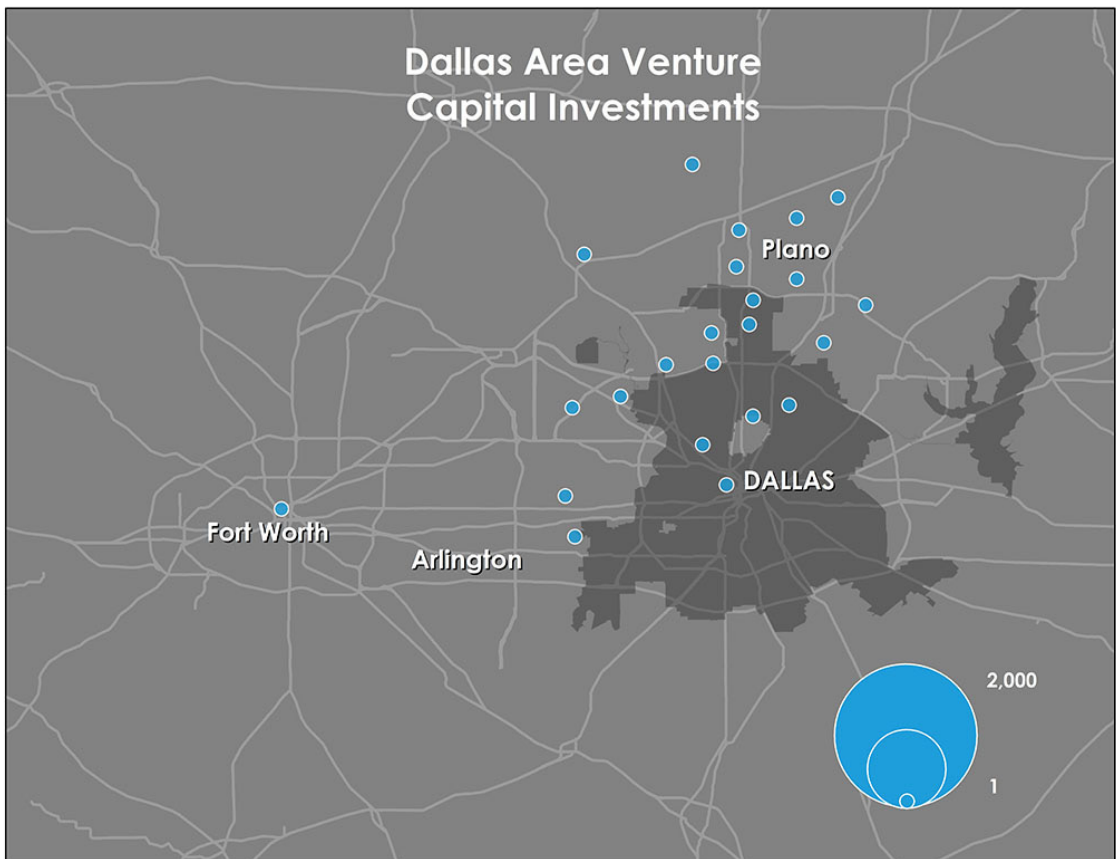 Dallas Area Venture
Capital Investments
Plano
DALLAS
Fort Worth
Arlington
2,000
1